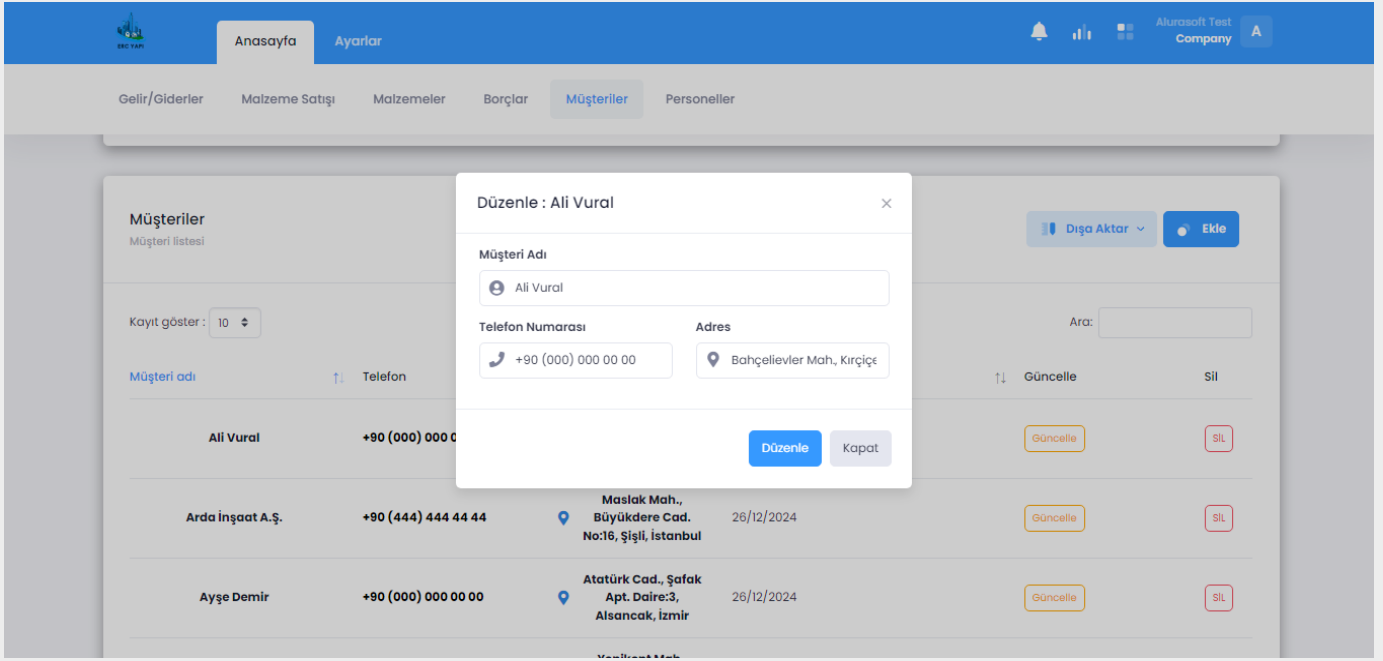 ERC YAPI
Anasayfa
Ayarlar
Alurasoft Test
Company
A
Gelir/Giderler
Malzeme Satışı
Malzemeler
Borçlar
Müşteriler
Personeller
Müşteriler
Müşteri listesi
Dışa Aktar
Ekle
Düzenle : Ali Vural
×
Müşteri Adı
Ali Vural
Telefon Numarası
Adres
+90 (000) 000 00 00
Bahçelievler Mah., Kırçiçe
Düzenle
Kapat
Kayıt göster : 10
Ara:
Müşteri adı
Telefon
Güncelle
Sil
Ali Vural
+90 (000) 000 0
Güncelle
SİL
Arda İnşaat A.Ş.
+90 (444) 444 44 44
Maslak Mah.,
Büyükdere Cad.
No:16, Şişli, İstanbul
26/12/2024
Güncelle
SİL
Ayşe Demir
+90 (000) 000 00 00
Atatürk Cad., Şafak
Apt. Daire:3,
Alsancak, İzmir
26/12/2024
Güncelle
SİL